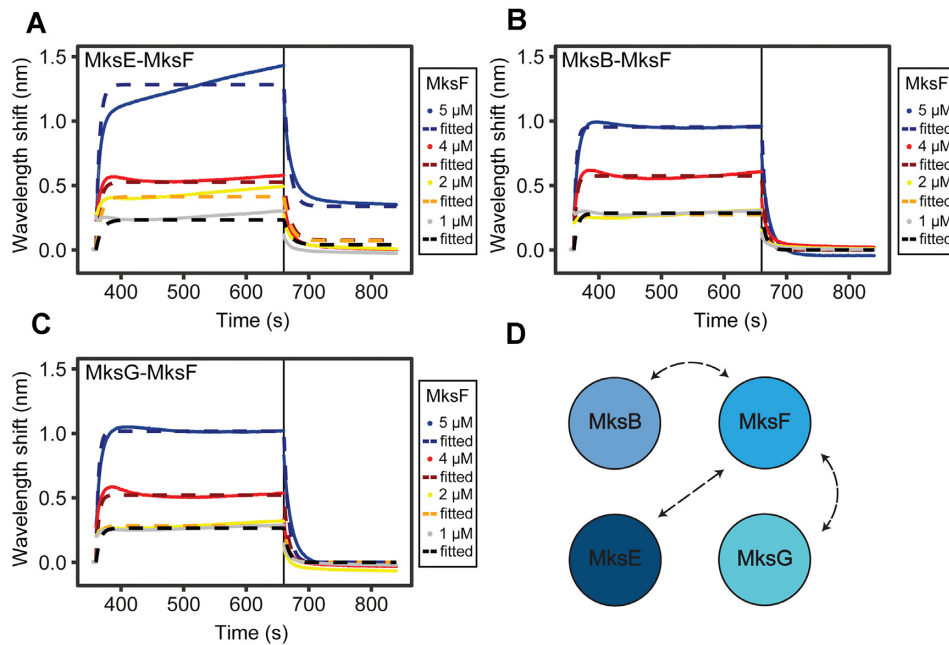 A
MksE-MksF
Wavelength shift (nm)
1.5
1.0
0.5
0.0
400 500 600 700 800
Time (s)
MksF
5 µM
fitted
4 µM
fitted
2 µM
fitted
1 µM
fitted
B
MksB-MksF
Wavelength shift (nm)
1.5
1.0
0.5
0.0
400 500 600 700 800
Time (s)
MksF
5 µM
fitted
4 µM
fitted
2 µM
fitted
1 µM
fitted
C
MksG-MksF
Wavelength shift (nm)
1.5
1.0
0.5
0.0
400 500 600 700 800
Time (s)
MksF
5 µM
fitted
4 µM
fitted
2 µM
fitted
1 µM
fitted
D
MksB MksF
MksE MksG